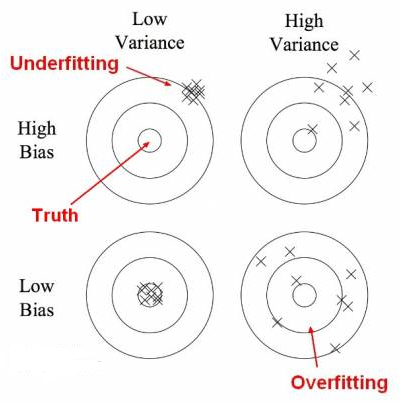 Low
Variance
High
Variance
Underfitting
High
Bias
Truth
Low
Bias
Overfitting